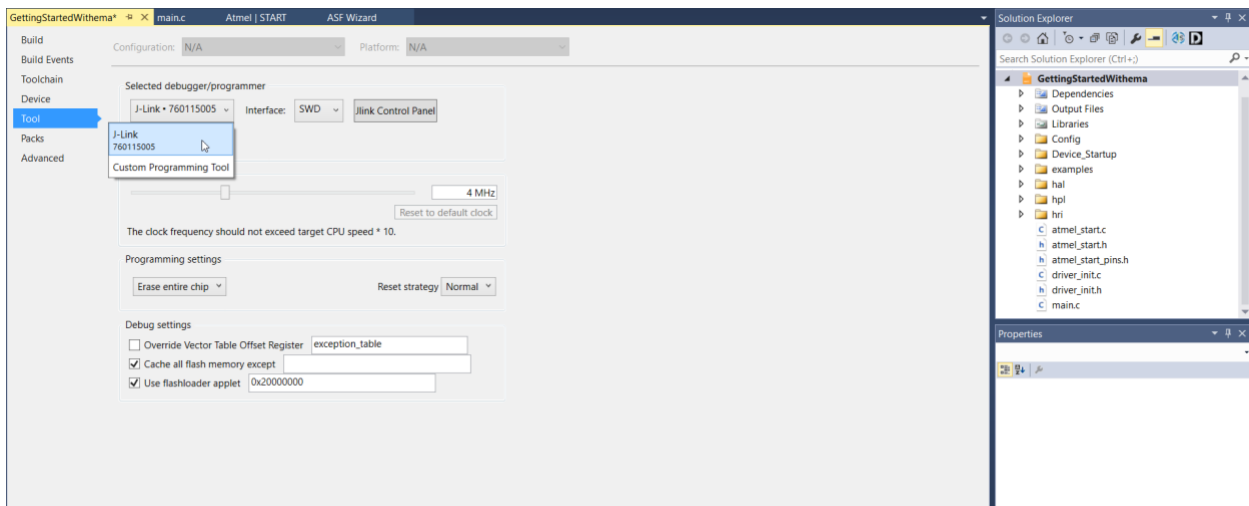 GettingStartedWithema*
main.c
Atmel | START
ASF Wizard
Build
Build Events
Toolchain
Device
Tool
Packs
Advanced
Configuration: N/A
Platform: N/A
Selected debugger/programmer
J-Link • 760115005
Interface: SWD
Jlink Control Panel
J-Link
760115005
Custom Programming Tool
4 MHz
Reset to default clock
The clock frequency should not exceed target CPU speed * 10.
Programming settings
Erase entire chip
Reset strategy Normal
Debug settings
Override Vector Table Offset Register exception_table
Cache all flash memory except
Use flashloader applet 0x20000000
Solution Explorer
Search Solution Explorer (Ctrl+;)
GettingStartedWithema
Dependencies
Output Files
Libraries
Config
Device_Startup
examples
hal
hpl
hri
c atmel_start.c
h atmel_start.h
h atmel_start_pins.h
c driver_init.c
h driver_init.h
c main.c
Properties